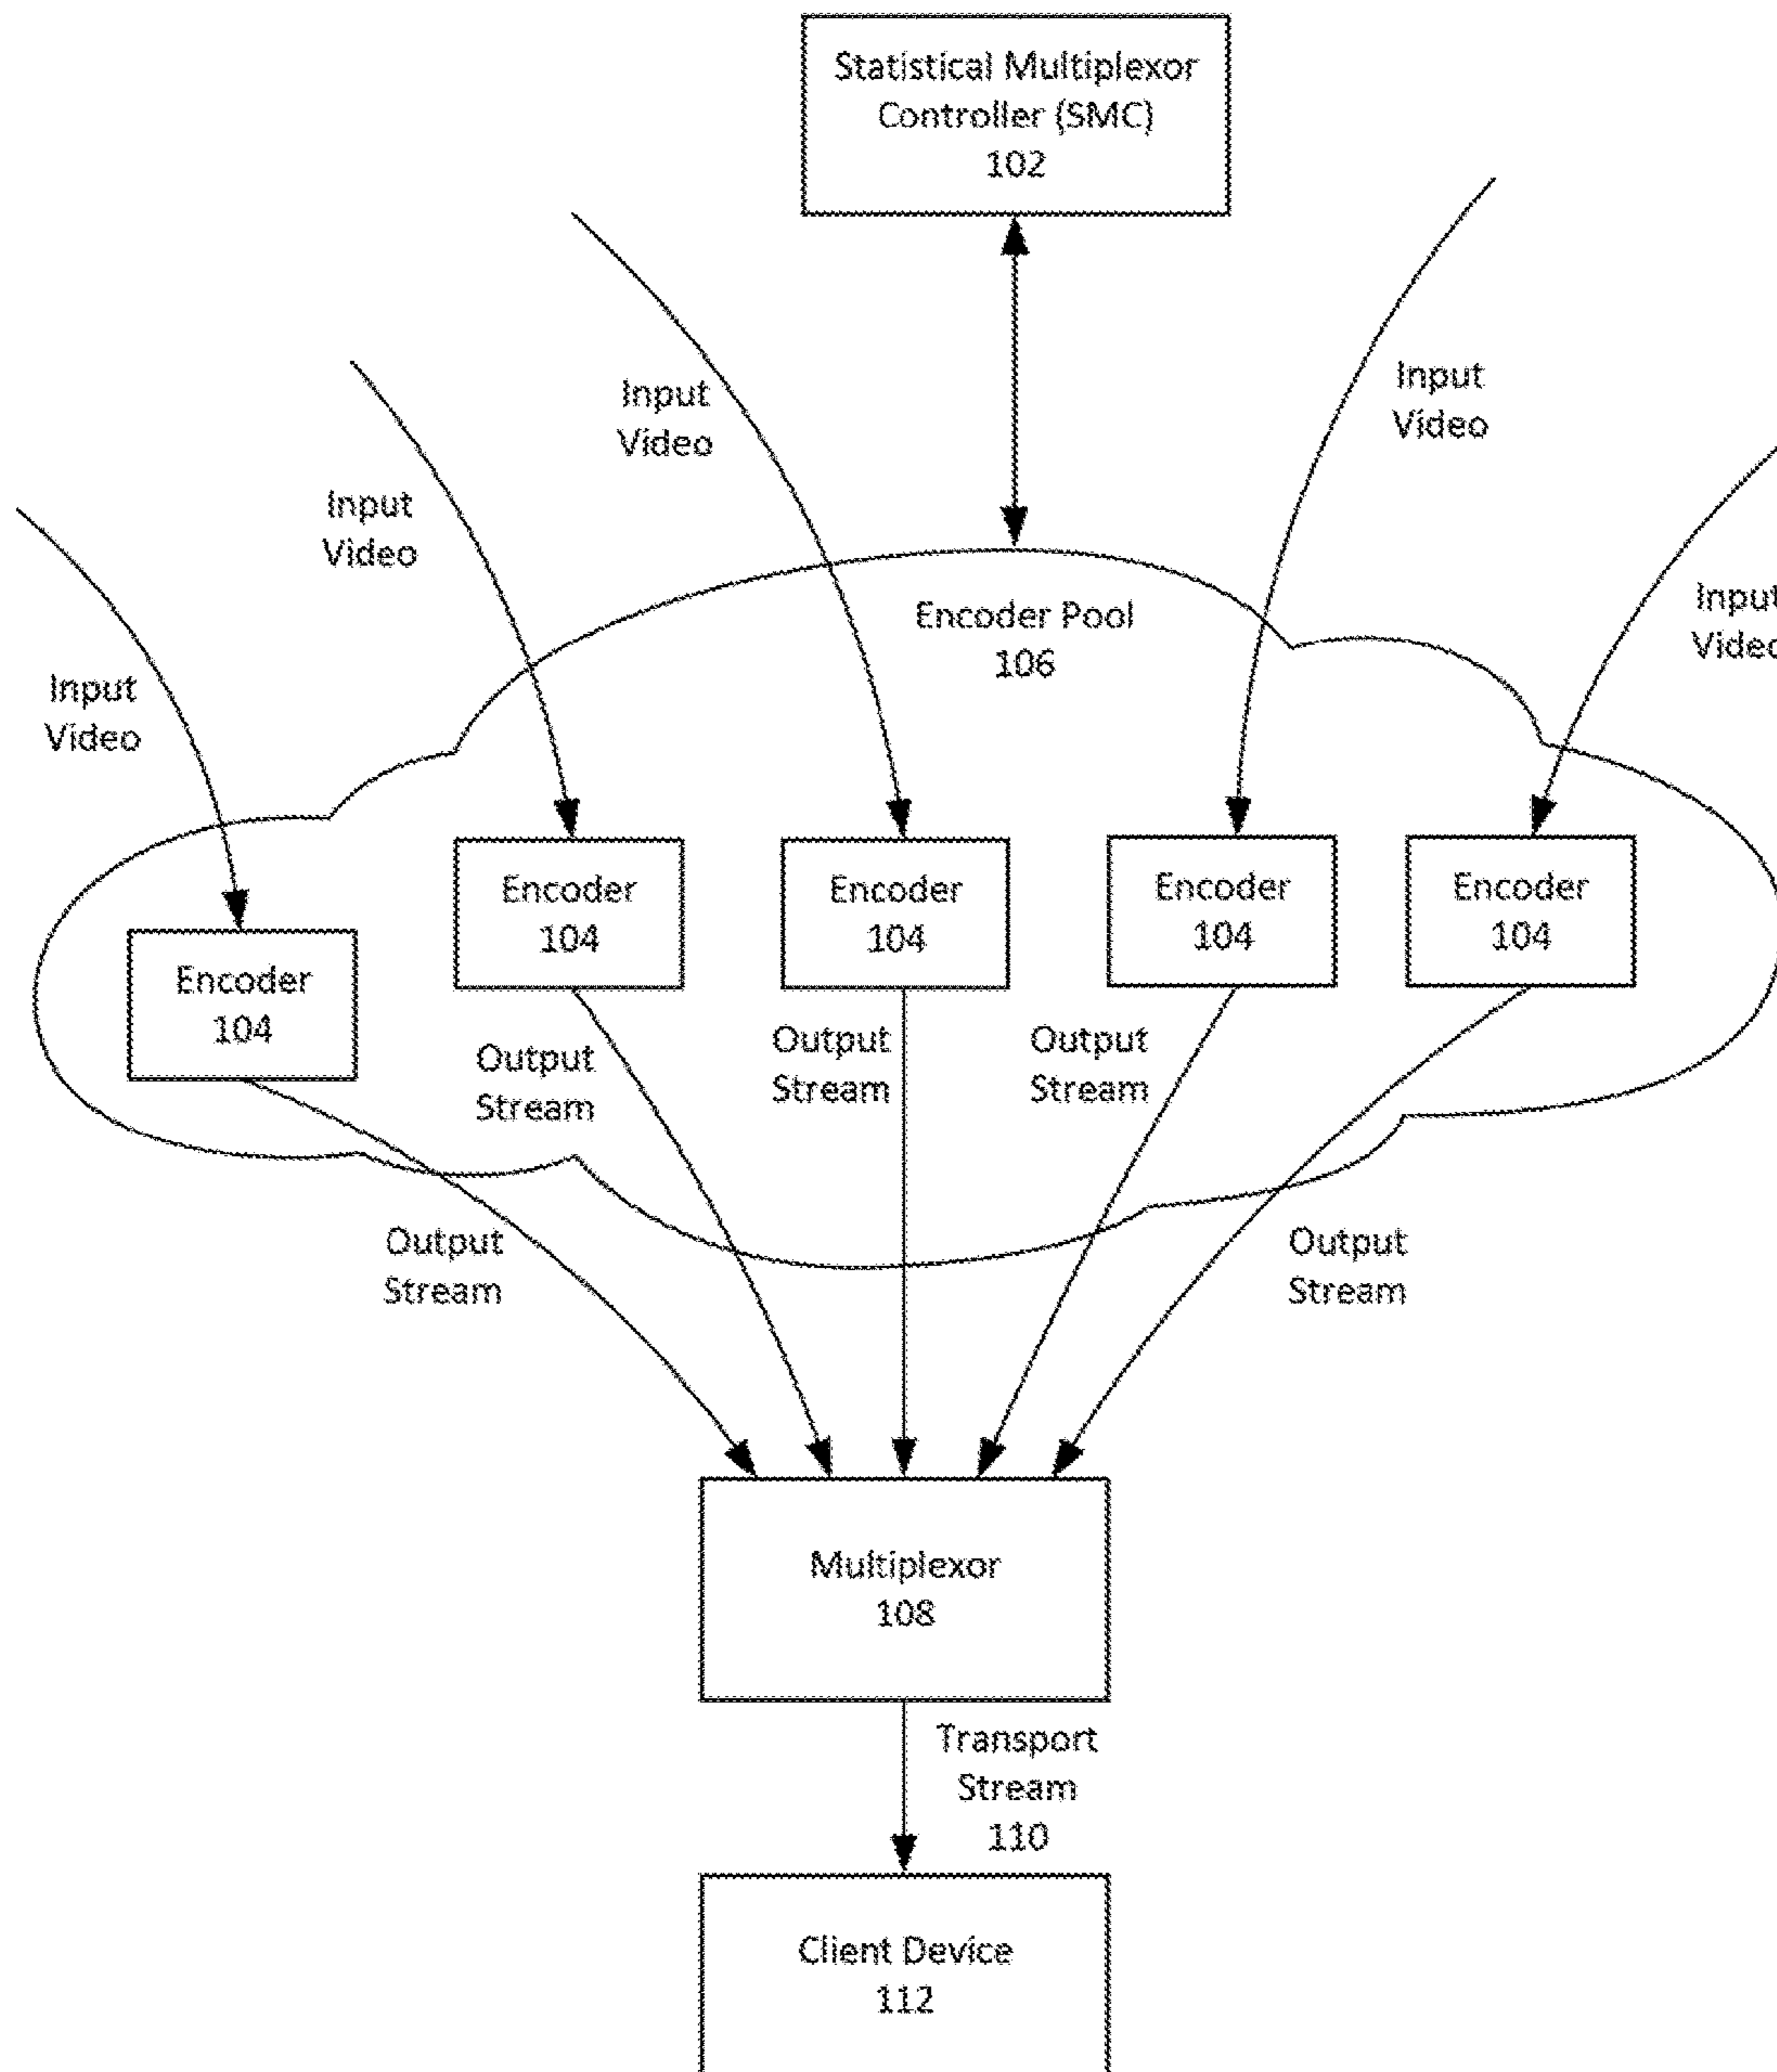 Statistical Multiplexor
Controller (SMC)
102
Input
Video
Input
Video
Input
Video
Input
Video
Input
Video
Encoder Pool
106
Encoder
104
Encoder
104
Encoder
104
Encoder
104
Encoder
104
Output
Stream
Output
Stream
Output
Stream
Output
Stream
Output
Stream
Multiplexor
108
Transport
Stream
110
Client Device
112